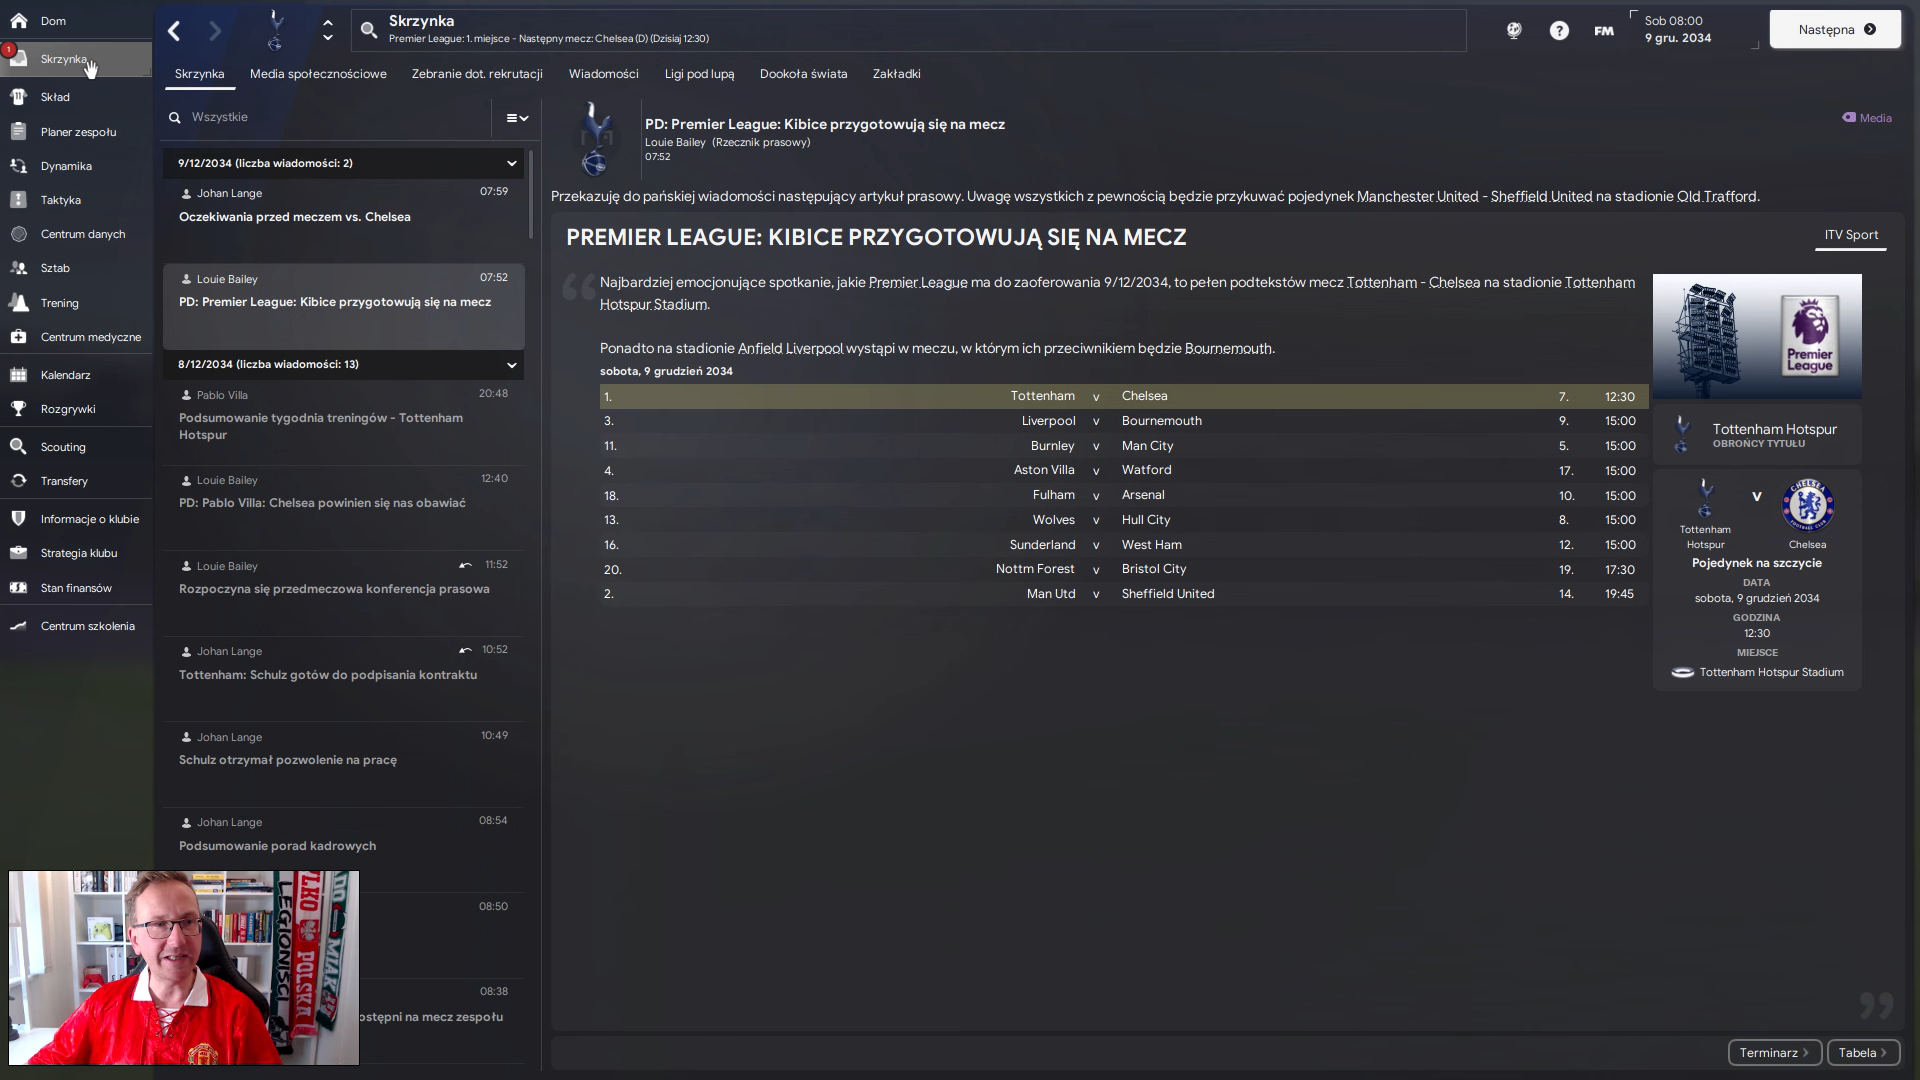 Dom
1
Skrzynka
Skład
Planer zespołu
Dynamika
Taktyka
Centrum danych
Sztab
Trening
Centrum medyczne
Kalendarz
Rozgrywki
Scouting
Transfery
Informacje o klubie
Strategia klubu
Stan finansów
Centrum szkolenia
Skrzynka
Premier League: 1. miejsce - Następny mecz: Chelsea (D) (Dzisiaj 12:30)
FM
Sob 08:00
9 gru. 2034
Następna
Skrzynka Media społecznościowe Zebranie dot. rekrutacji Wiadomości Ligi pod lupą Dookoła świata Zakładki
Wszystkie
9/12/2034 (liczba wiadomości: 2)
Johan Lange 07:59
Oczekiwania przed meczem vs. Chelsea
Louie Bailey 07:52
PD: Premier League: Kibice przygotowują się na mecz
8/12/2034 (liczba wiadomości: 13)
Pablo Villa 20:48
Podsumowanie tygodnia treningów - Tottenham
Hotspur
Louie Bailey 12:40
PD: Pablo Villa: Chelsea powinien się nas obawiać
Louie Bailey 11:52
Rozpoczyna się przedmeczowa konferencja prasowa
Johan Lange 10:52
Tottenham: Schulz gotów do podpisania kontraktu
Johan Lange 10:49
Schulz otrzymał pozwolenie na pracę
Johan Lange 08:54
Podsumowanie porad kadrowych
08:50
08:38
ostępni na mecz zespołu
LEGIONIŚCI
YLKO
POLSKA
PD: Premier League: Kibice przygotowują się na mecz
Louie Bailey (Rzecznik prasowy)
07:52
Media
Przekazuję do pańskiej wiadomości następujący artykuł prasowy. Uwagę wszystkich z pewnością będzie przykuwać pojedynek Manchester United - Sheffield United na stadionie Old Trafford.
PREMIER LEAGUE: KIBICE PRZYGOTOWUJĄ SIĘ NA MECZ
ITV Sport
Najbardziej emocjonujące spotkanie, jakie Premier League ma do zaoferowania 9/12/2034, to pełen podtekstów mecz Tottenham - Chelsea na stadionie Tottenham
Hotspur Stadium.
Ponadto na stadionie Anfield Liverpool wystąpi w meczu, w którym ich przeciwnikiem będzie Bournemouth.
sobota, 9 grudzień 2034
1. Tottenham v Chelsea 7. 12:30
3. Liverpool v Bournemouth 9. 15:00
11. Burnley v Man City 5. 15:00
4. Aston Villa v Watford 17. 15:00
18. Fulham v Arsenal 10. 15:00
13. Wolves v Hull City 8. 15:00
16. Sunderland v West Ham 12. 15:00
20. Nottm Forest v Bristol City 19. 17:30
2. Man Utd v Sheffield United 14. 19:45
Premier
League
Tottenham Hotspur
OBROŃCY TYTUŁU
v
CHELSEA
FOOTBALL CLUB
Tottenham
Hotspur
Chelsea
Pojedynek na szczycie
DATA
sobota, 9 grudzień 2034
GODZINA
12:30
MIEJSCE
Tottenham Hotspur Stadium
Terminarz
Tabela